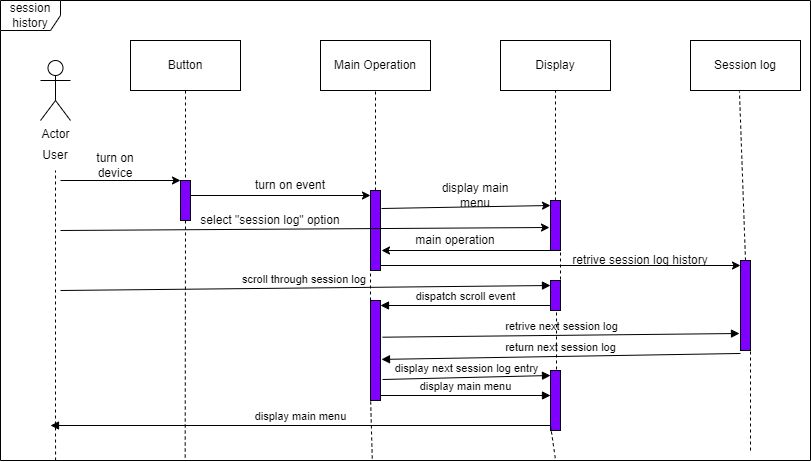 session
history
Button
Main Operation
Display
Session log
Actor
User
turn on
device
turn on event
display main
menu
select "session log" option
main operation
retrive session log history
scroll through session log
dispatch scroll event
retrive next session log
return next session log
display next session log entry
display main menu
display main menu